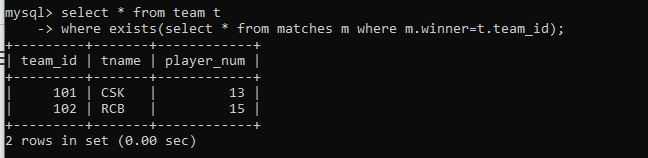 mysql> select * from team t
    -> where exists(select * from matches m where m.winner=t.team_id);
+---------+-------+------------+
| team_id | tname | player_num |
+---------+-------+------------+
|     101 | CSK   |         13 |
|     102 | RCB   |         15 |
+---------+-------+------------+
2 rows in set (0.00 sec)